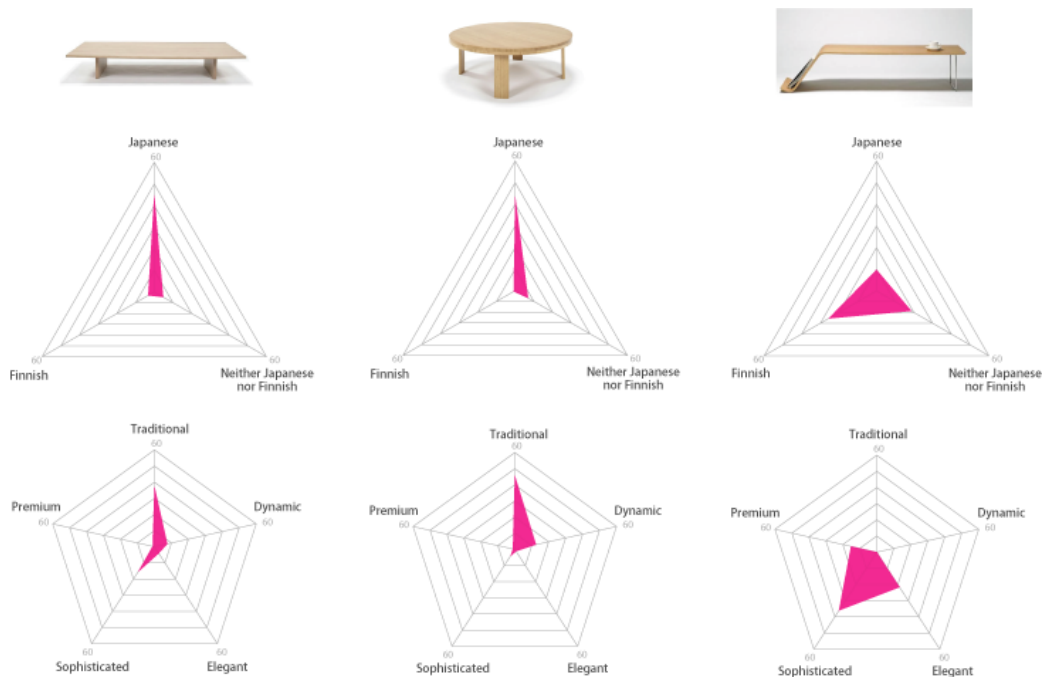 Japanese
60
Japanese
60
Japanese
60
60
60
60
60
60
60
Finnish
Neither Japanese
nor Finnish
Finnish
Neither Japanese
nor Finnish
Finnish
Neither Japanese
nor Finnish
Traditional
60
Traditional
60
Traditional
60
Premium
60
Dynamic
60
Premium
60
Dynamic
60
Premium
60
Dynamic
60
60
60
60
60
60
60
Sophisticated
Elegant
Sophisticated
Elegant
Sophisticated
Elegant